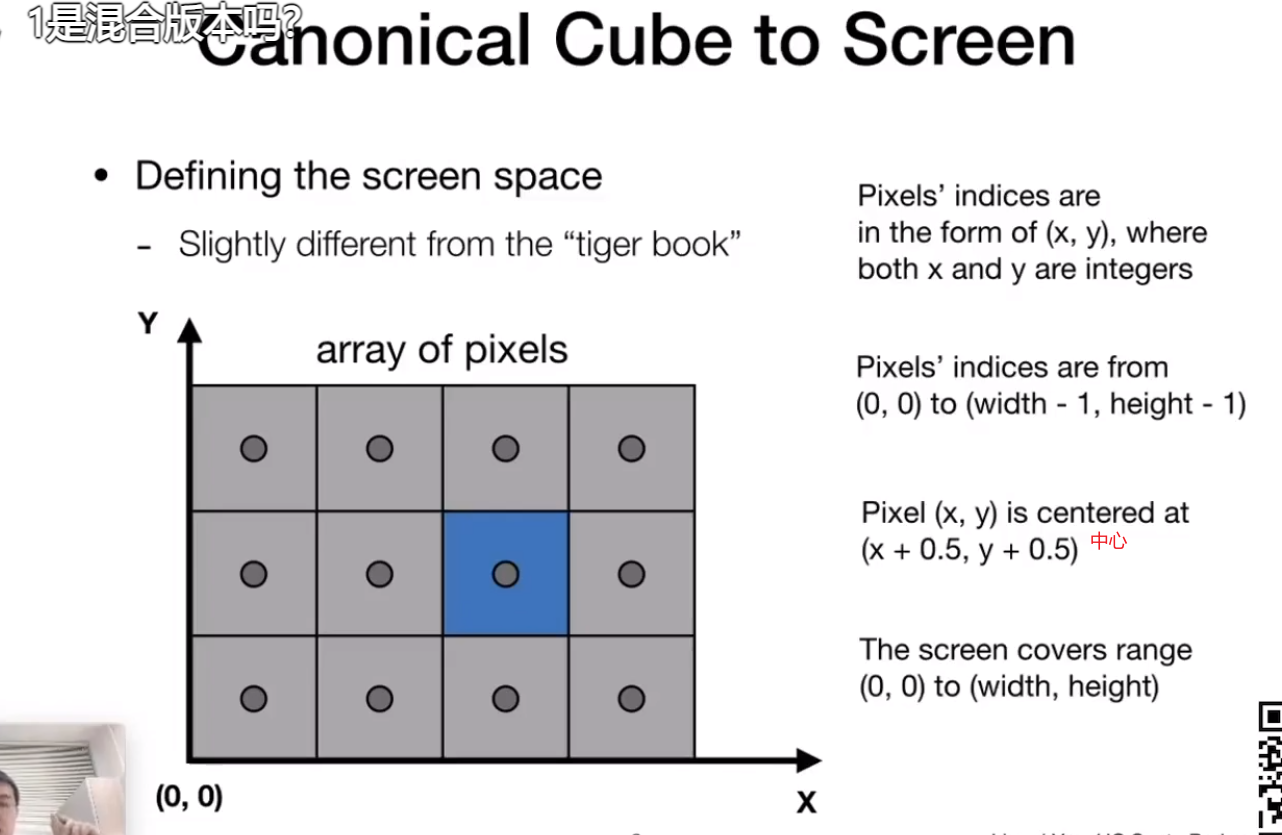 1是混合版本吗?
Canonical Cube to Screen
• Defining the screen space
- Slightly different from the “tiger book”
Y
array of pixels
(0, 0)
X
Pixels’ indices are
in the form of (x, y), where
both x and y are integers
Pixels’ indices are from
(0, 0) to (width - 1, height - 1)
Pixel (x, y) is centered at
(x + 0.5, y + 0.5) 中心
The screen covers range
(0, 0) to (width, height)